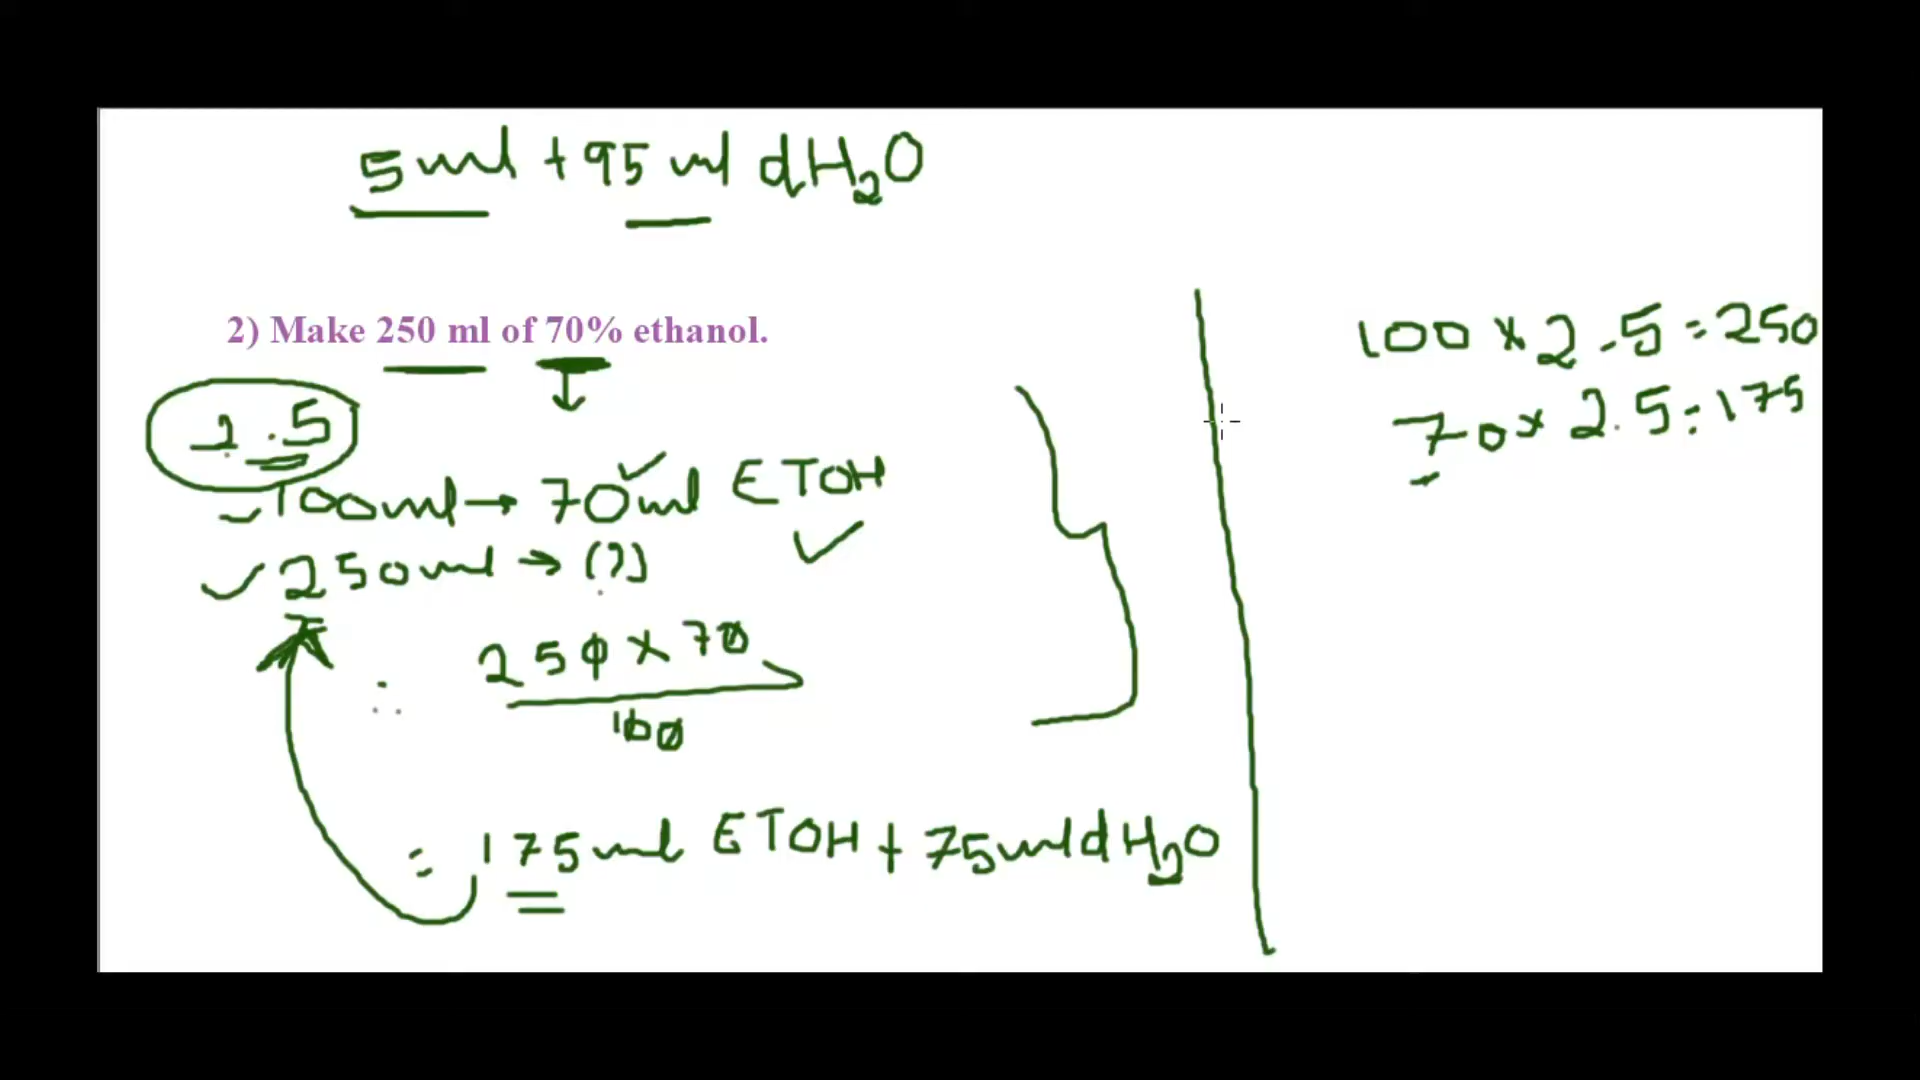 5ml + 95 ml dH2O
2) Make 250 ml of 70% ethanol.
2.5
100ml → 70ml ETOH
250ml → (?)
∴ 250 x 70
100
= 175ml ETOH + 75ml dH2O
100 x 2.5 = 250
70 x 2.5 = 175